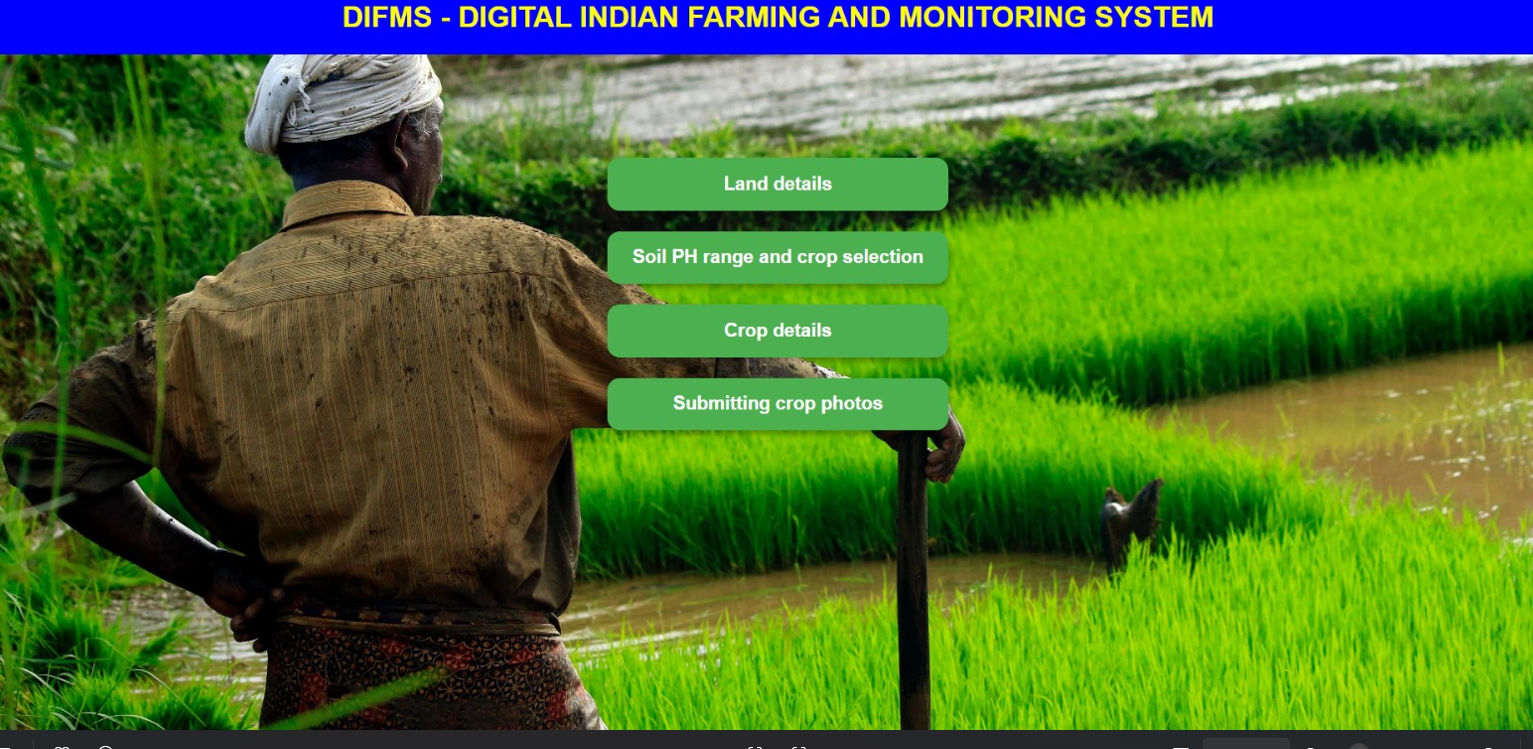 DIFMS - DIGITAL INDIAN FARMING AND MONITORING SYSTEM
Land details
Soil PH range and crop selection
Crop details
Submitting crop photos